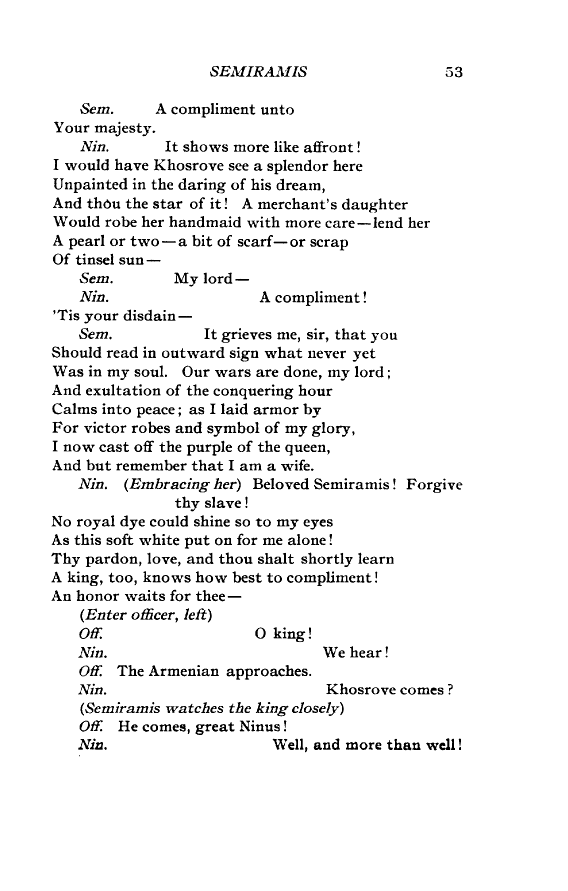 SEMIRAMIS 53
Sem. A compliment unto
Your majesty.
Nin. It shows more like affront!
I would have Khosrove see a splendor here
Unpainted in the daring of his dream,
And thou the star of it! A merchant's daughter
Would robe her handmaid with more care—lend her
A pearl or two—a bit of scarf—or scrap
Of tinsel sun—
Sem. My lord—
Nin. A compliment!
'Tis your disdain—
Sem. It grieves me, sir, that you
Should read in outward sign what never yet
Was in my soul. Our wars are done, my lord;
And exultation of the conquering hour
Calms into peace; as I laid armor by
For victor robes and symbol of my glory,
I now cast off the purple of the queen,
And but remember that I am a wife.
Nin. (Embracing her) Beloved Semiramis! Forgive
thy slave!
No royal dye could shine so to my eyes
As this soft white put on for me alone!
Thy pardon, love, and thou shalt shortly learn
A king, too, knows how best to compliment!
An honor waits for thee—
(Enter officer, left)
Off. O king!
Nin. We hear!
Off. The Armenian approaches.
Nin. Khosrove comes?
(Semiramis watches the king closely)
Off. He comes, great Ninus!
Nin. Well, and more than well!